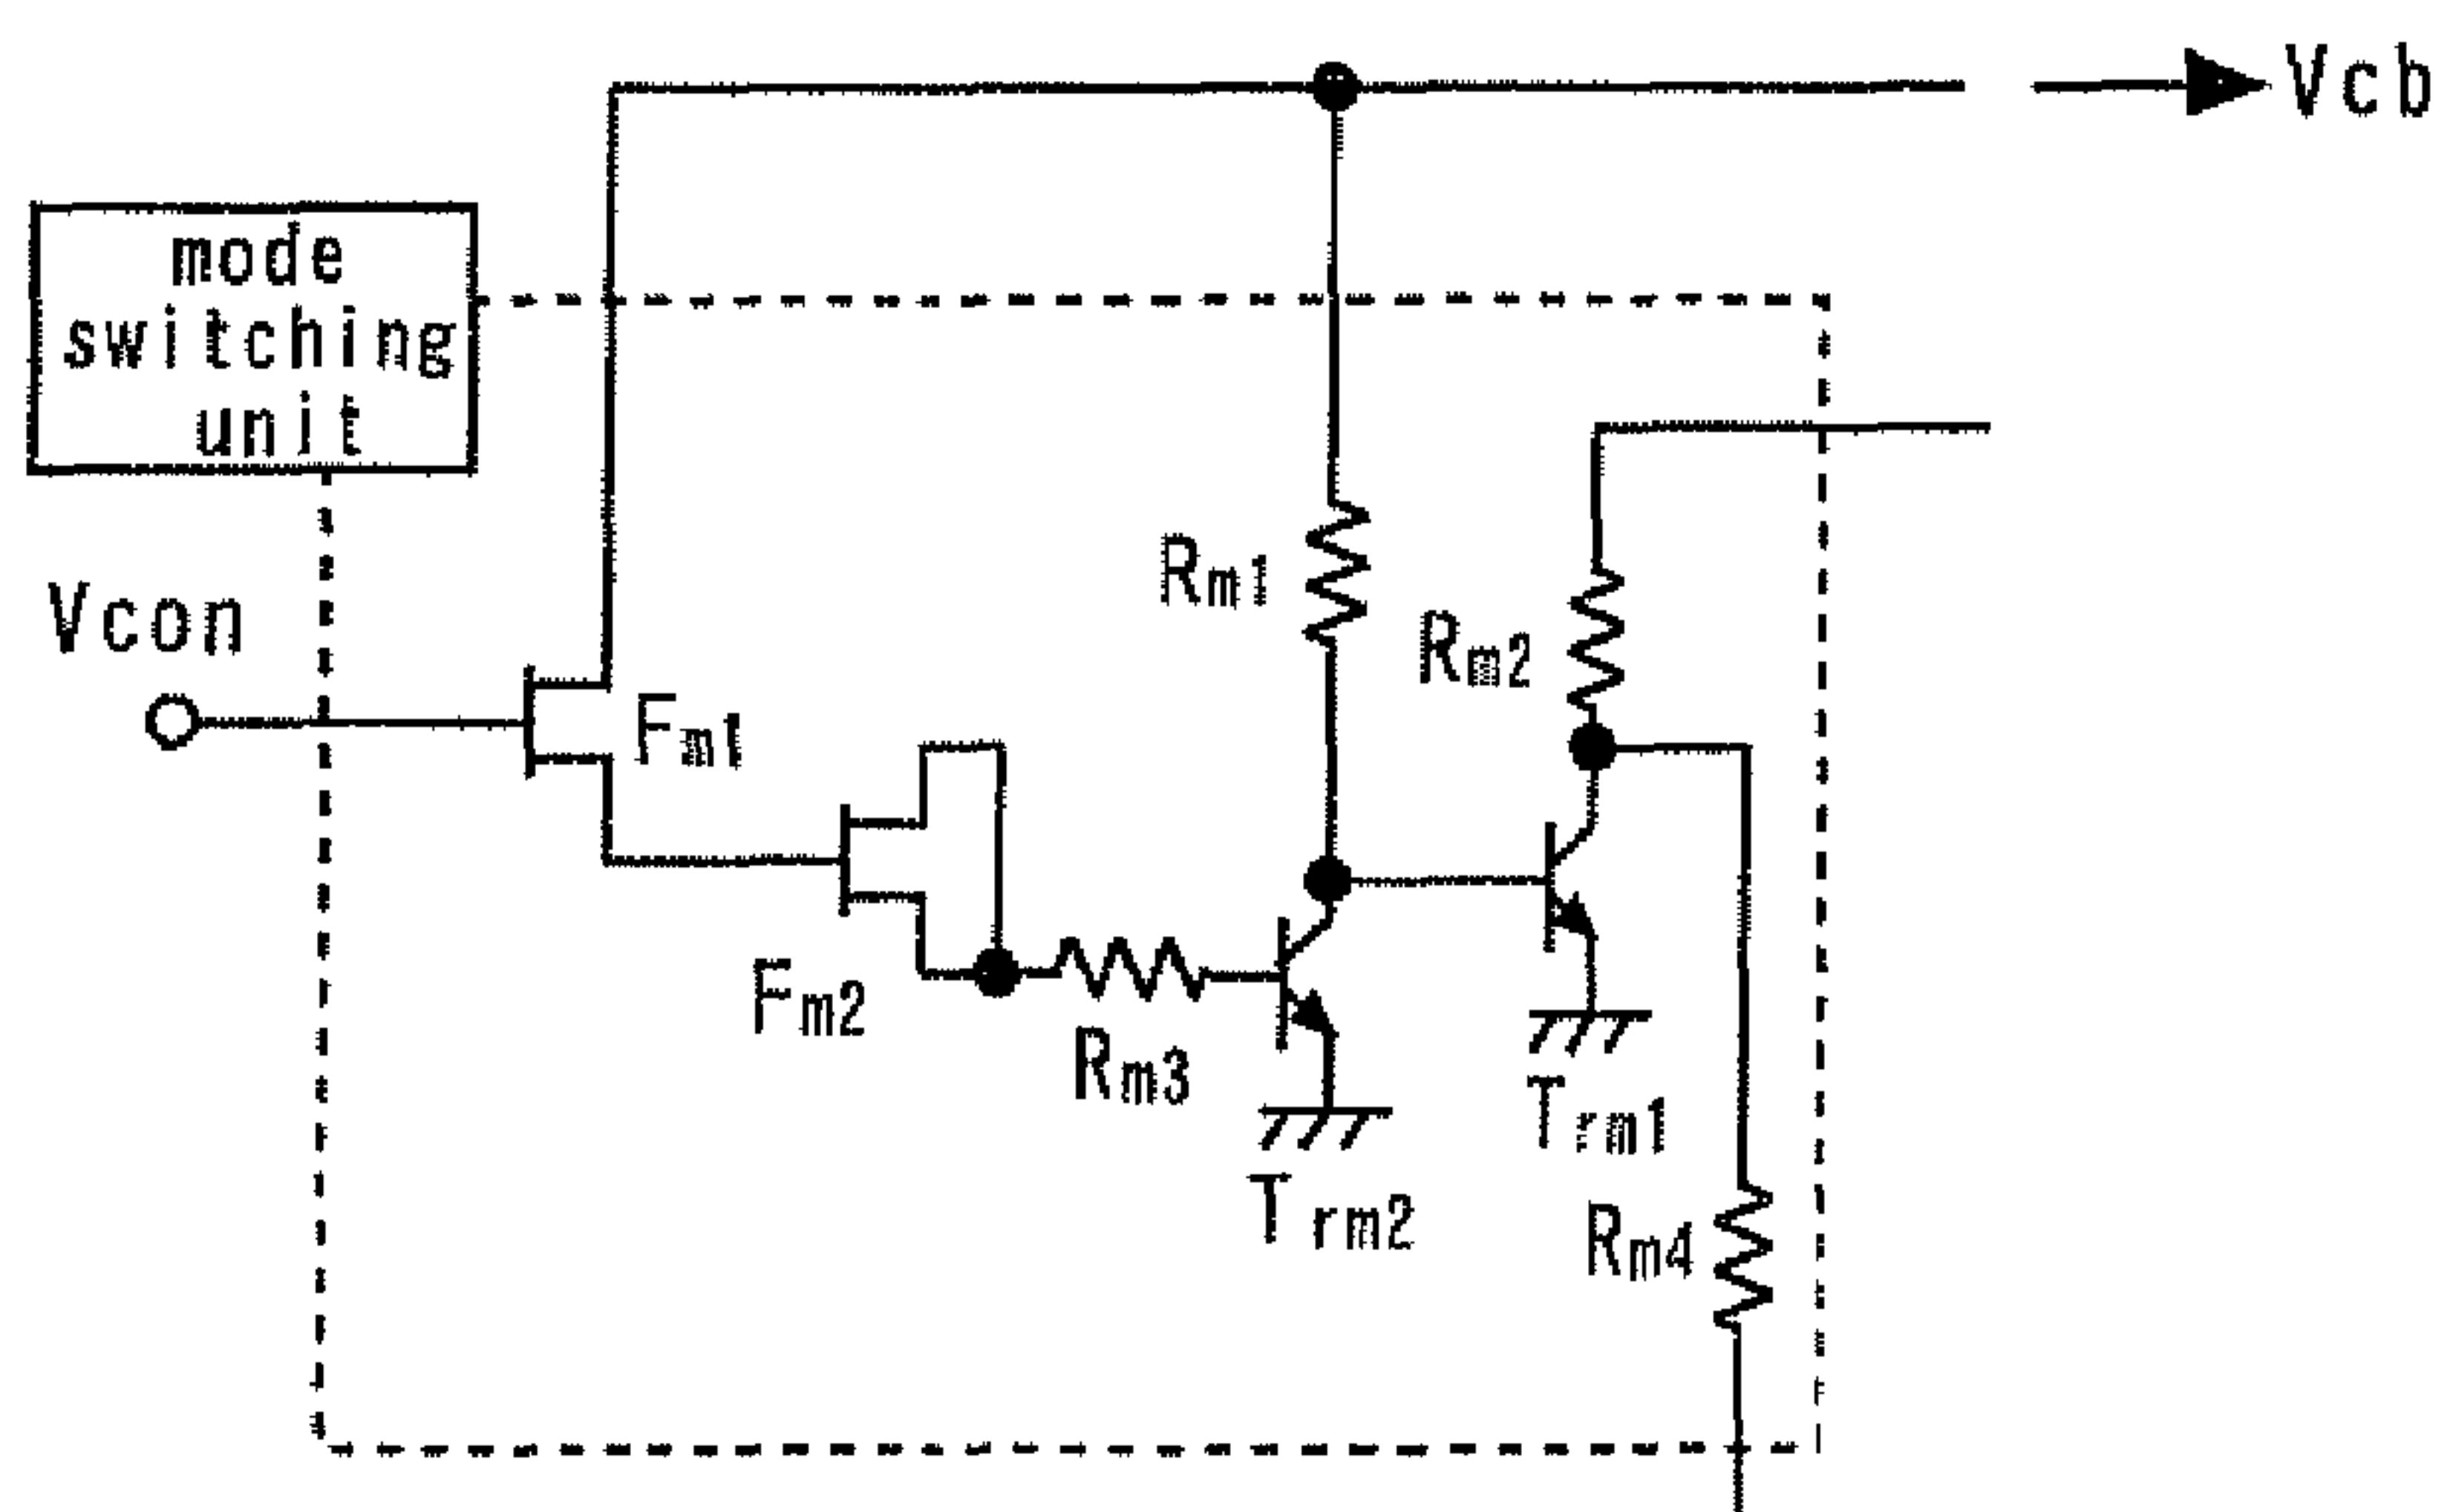 Vcb
mode
switching
unit
Vcon
Rm1
Rm2
Fm1
Fm2
Rm3
Trm1
Trm2
Rm4